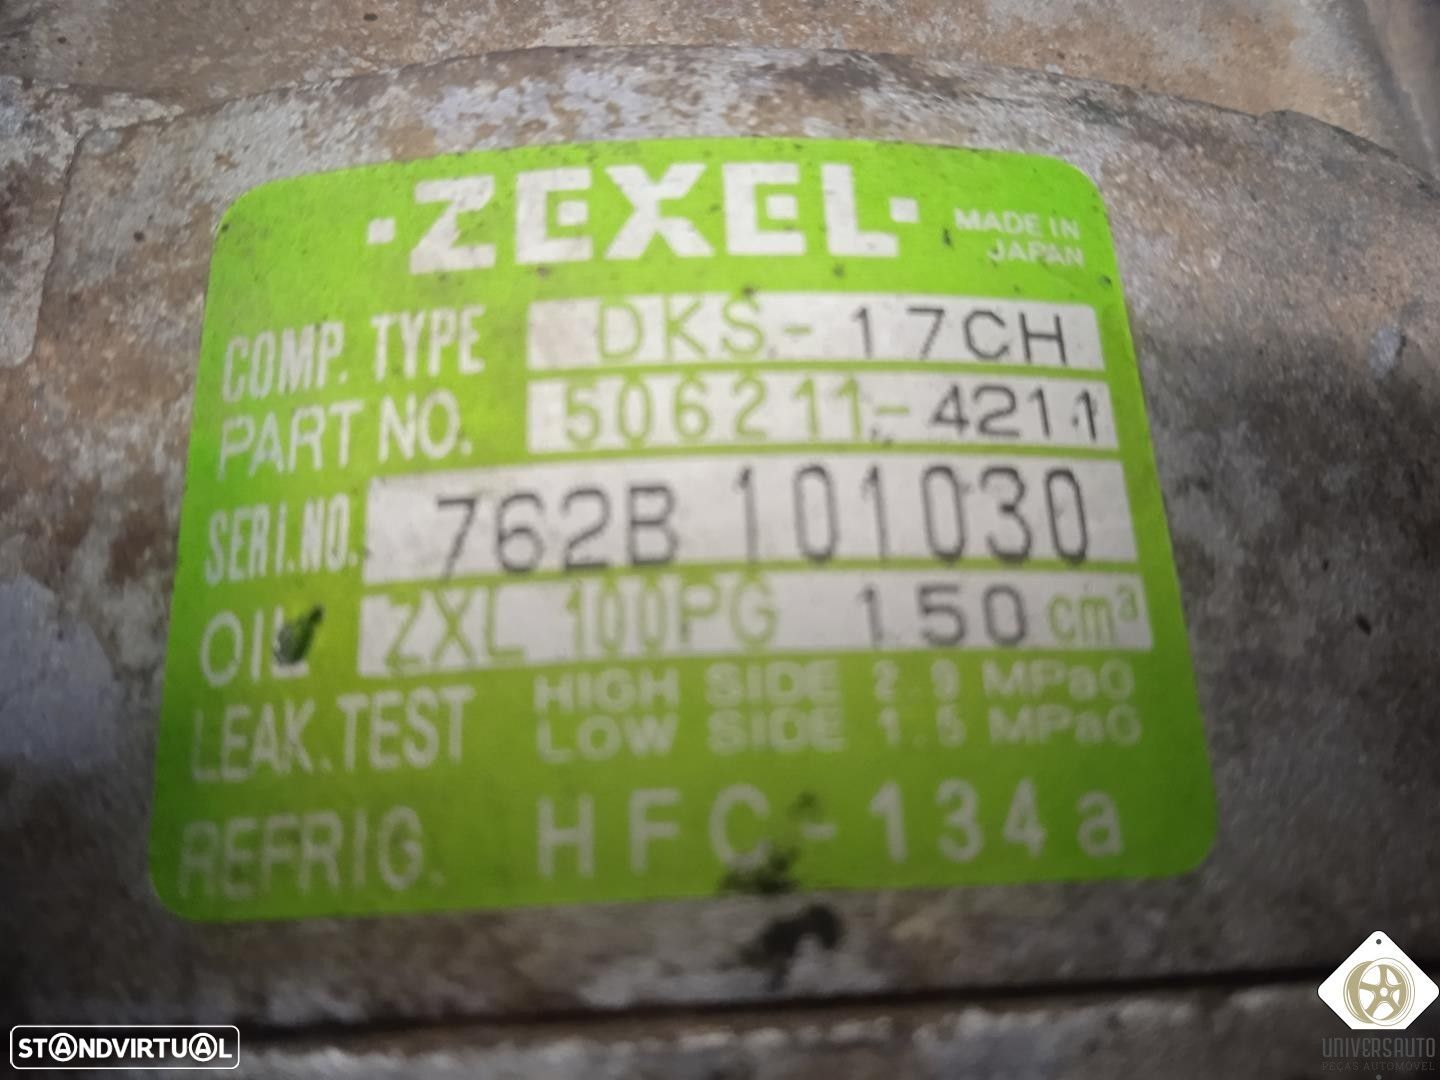 ·ZEXEL·
MADE IN
JAPAN
COMP. TYPE DKS-17CH
PART NO. 506211-4211
SERI.NO. 762B 101030
OIL ZXL 100PG 150 cm³
LEAK.TEST HIGH SIDE 2.9 MPaG
LOW SIDE 1.5 MPaG
REFRIG. HFC-134a
STANDVIRTUAL
UNIVERSAUTO
PEÇAS AUTOMÓVEL